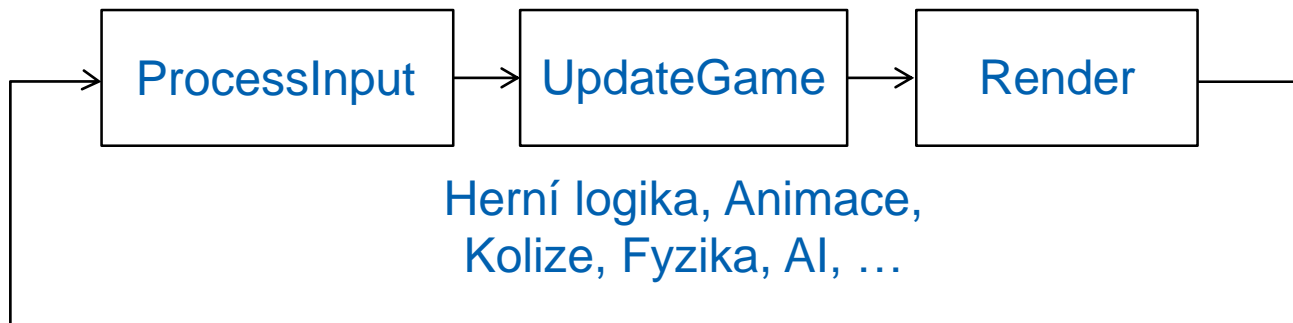 ProcessInput
UpdateGame
Render
Herní logika, Animace,
Kolize, Fyzika, AI, …